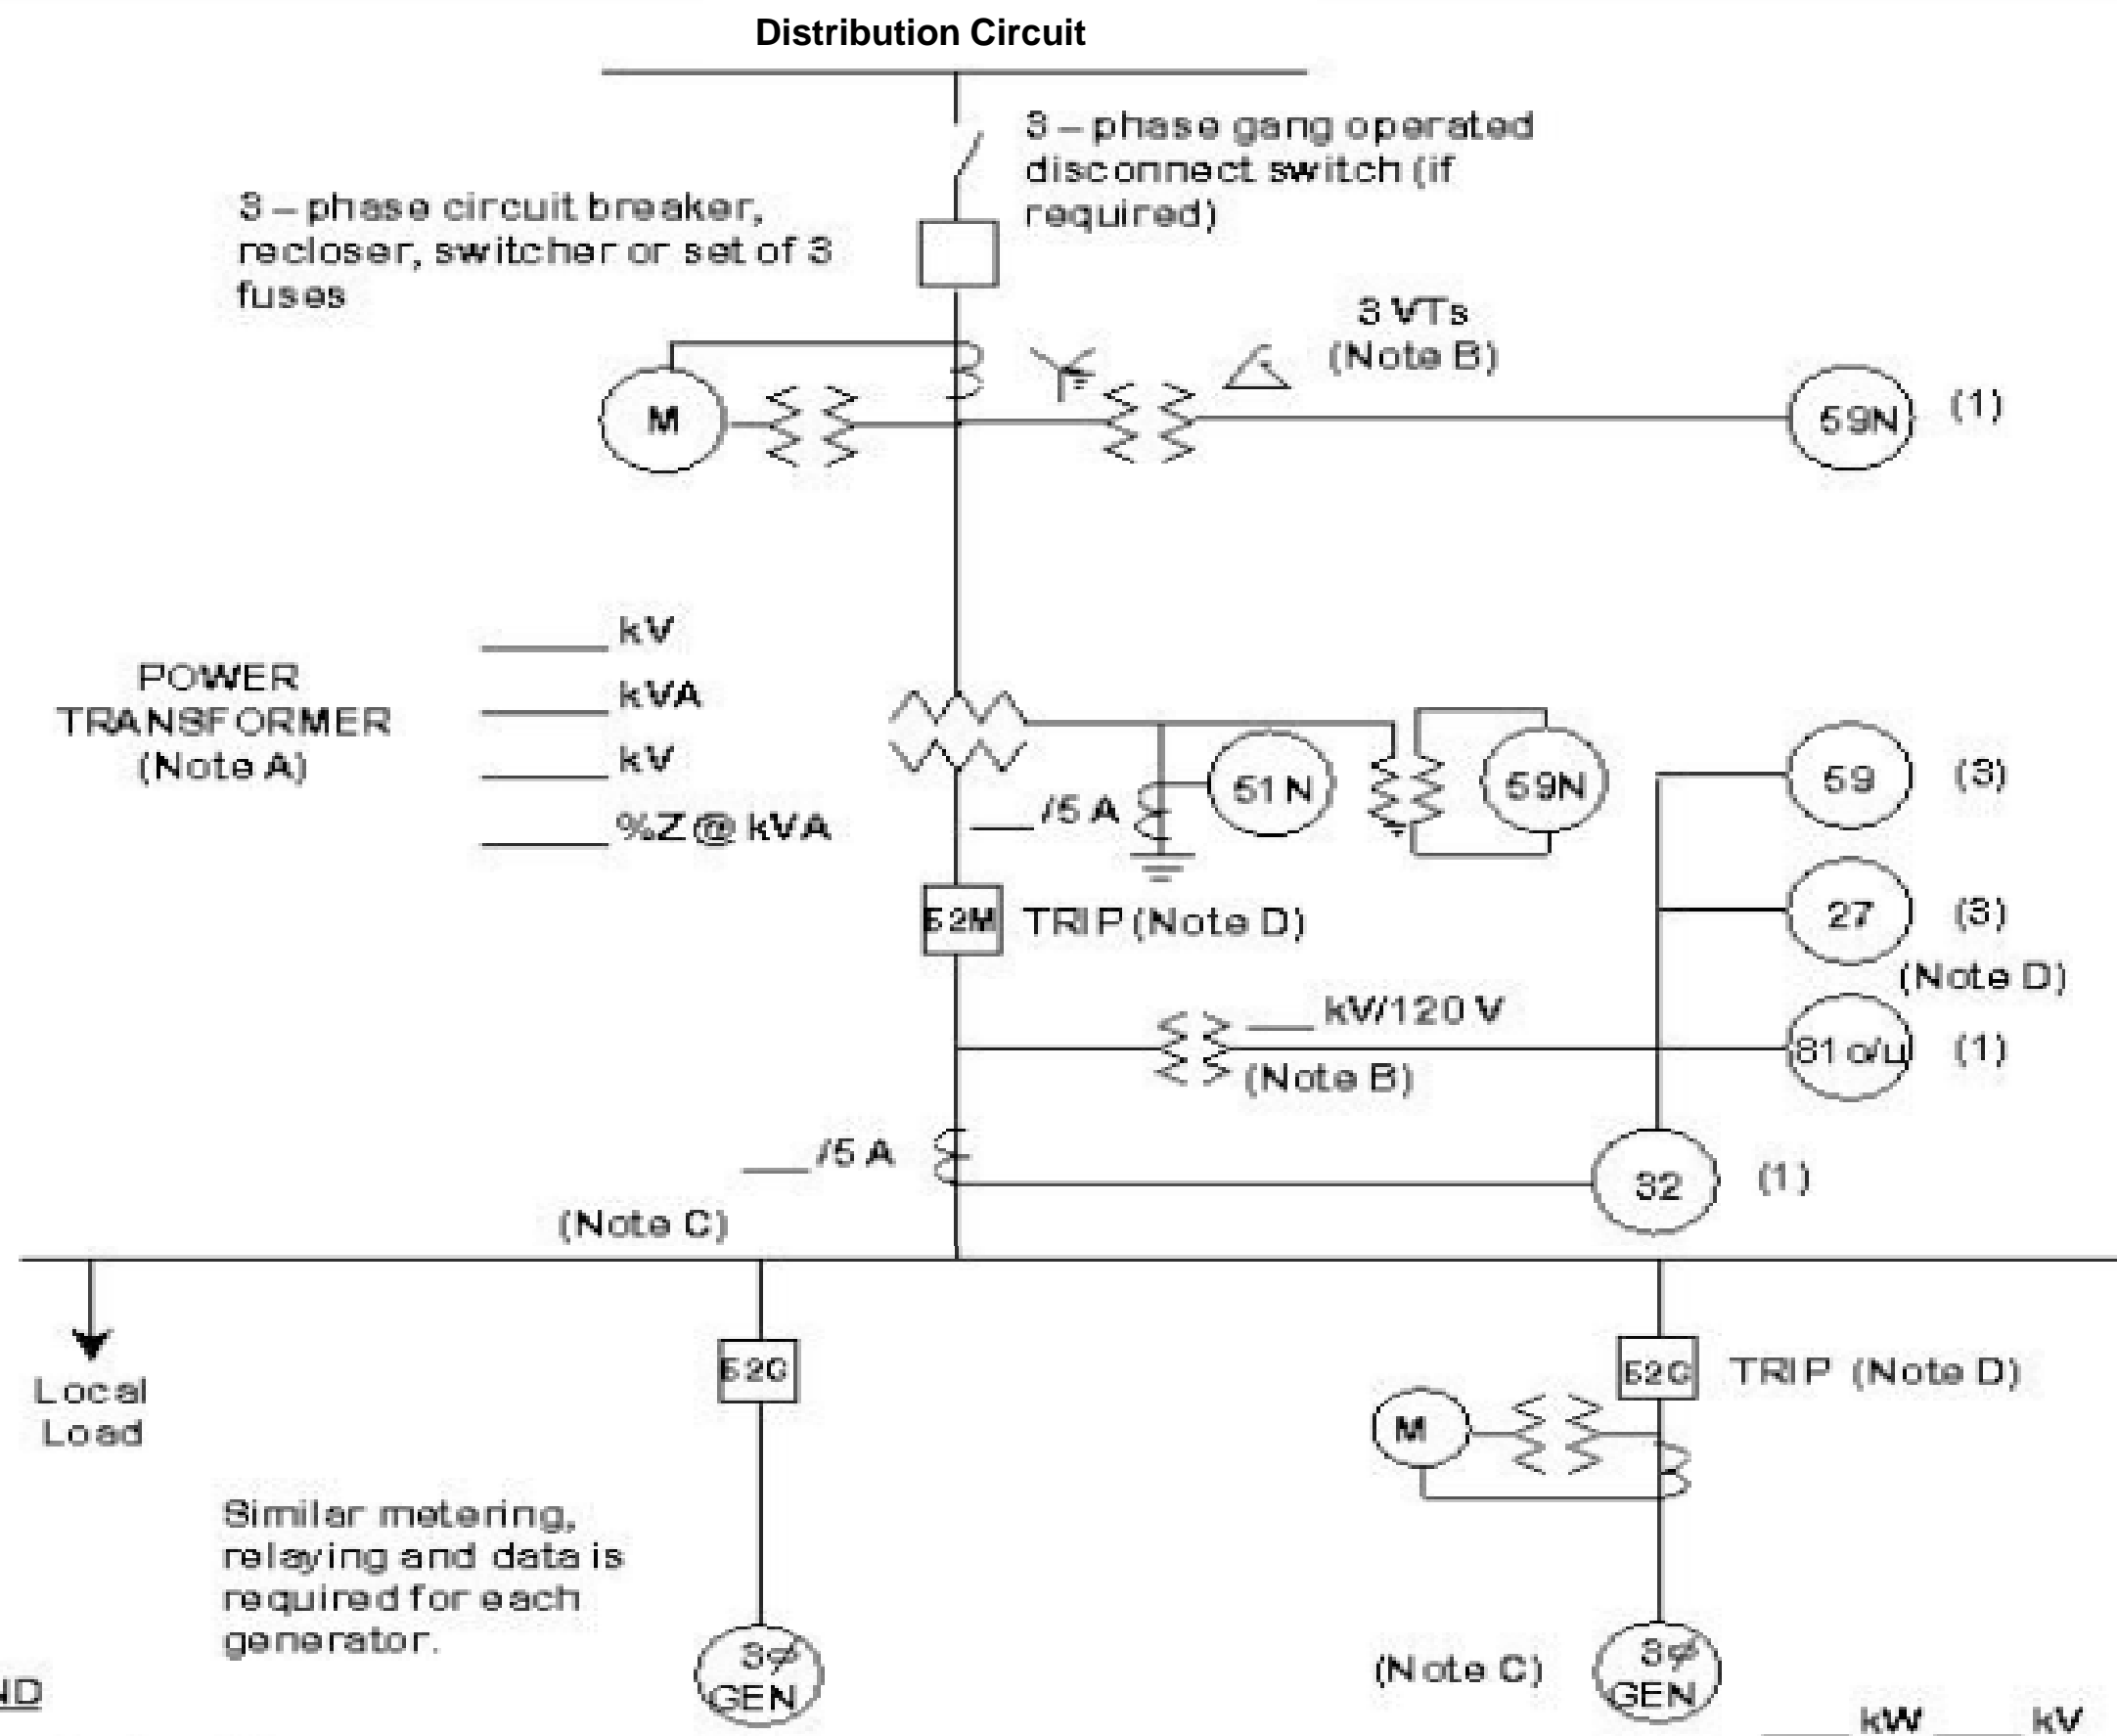 Distribution Circuit
3 – phase gang operated
disconnect switch (if
required)
3 – phase circuit breaker,
recloser, switcher or set of 3
fuses
3 VTs
(Note B)
M
59N
(1)
POWER
TRANSFORMER
(Note A)
kV
kVA
kV
%Z @ kVA
/5 A
51N
59N
59
(3)
52M
TRIP (Note D)
27
(3)
(Note D)
kV/120 V
(Note B)
81 o/u
(1)
/5 A
32
(1)
(Note C)
Local
Load
52G
52G
TRIP (Note D)
M
Similar metering,
relaying and data is
required for each
generator.
3φ
GEN
(Note C)
3φ
GEN
ND
kW
kV